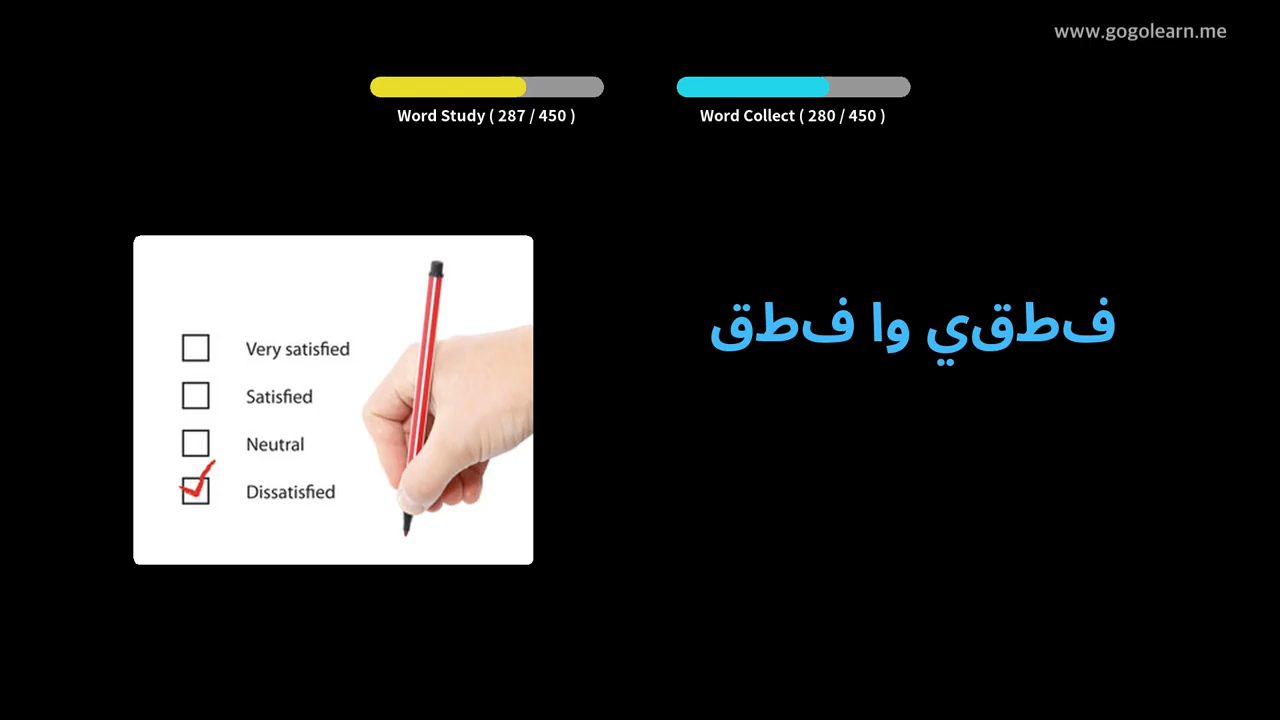 www.gogolearn.me
Word Study ( 287 / 450 )
Word Collect ( 280 / 450 )
فطقي وا فطق
Very satisfied
Satisfied
Neutral
Dissatisfied